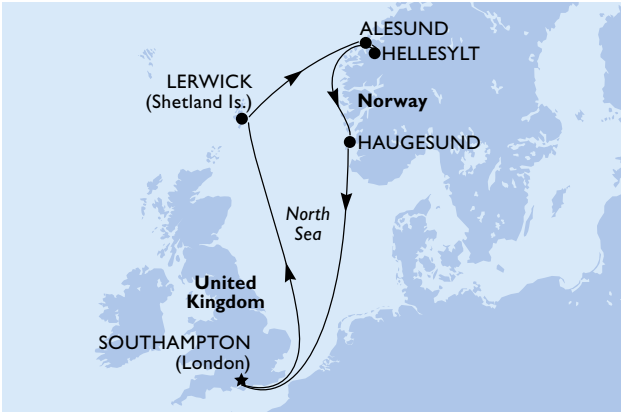 ALESUND
HELLESYLT
LERWICK
(Shetland Is.)
Norway
HAUGESUND
North
Sea
United
Kingdom
SOUTHAMPTON
(London)